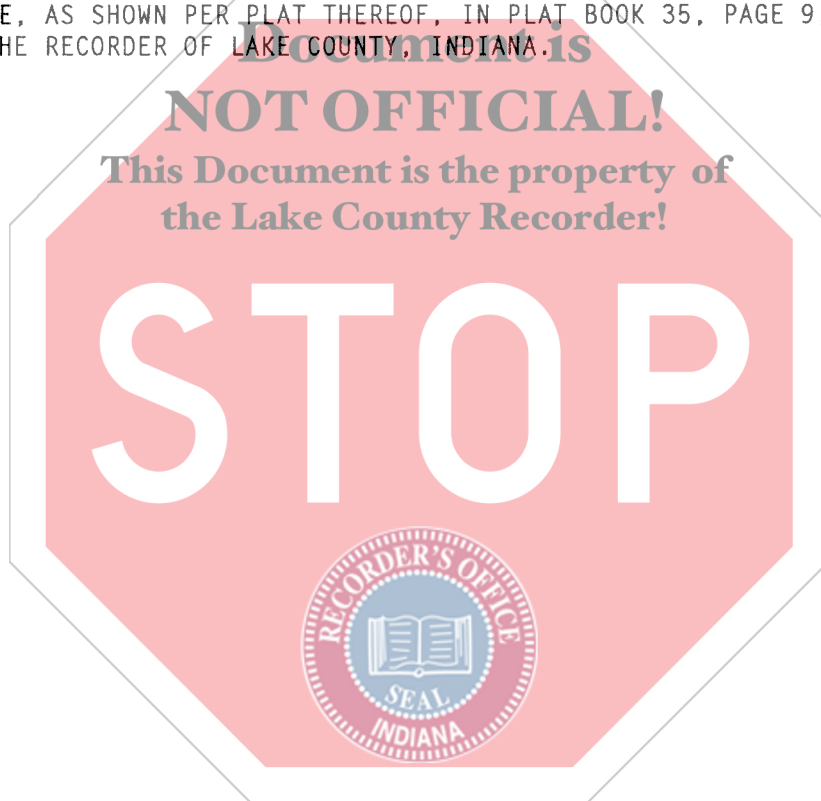 E, AS SHOWN PER PLAT THEREOF, IN PLAT BOOK 35, PAGE 9
HE RECORDER OF LAKE COUNTY, INDIANA.
Document is
NOT OFFICIAL!
This Document is the property of
the Lake County Recorder!
STOP
RECORDER'S OFFICE
SEAL
INDIANA